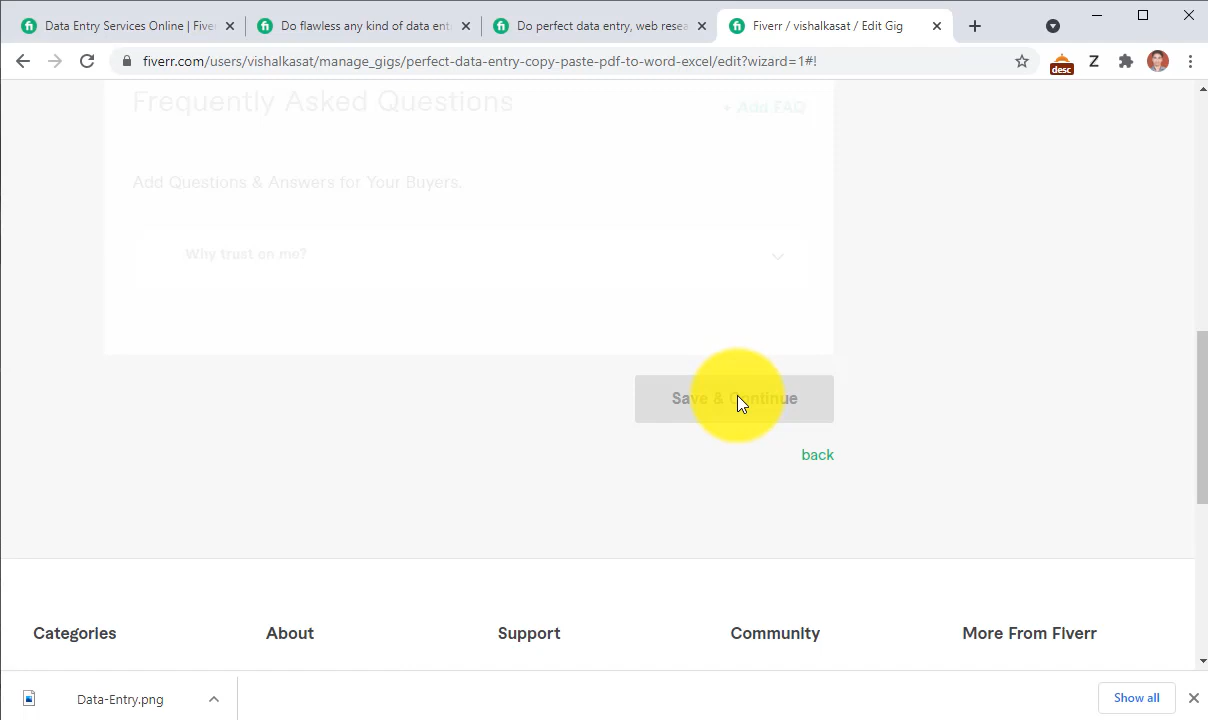 Data Entry Services Online | Five
Do flawless any kind of data ent
Do perfect data entry, web resea
Fiverr / vishalkasat / Edit Gig
fiverr.com/users/vishalkasat/manage_gigs/perfect-data-entry-copy-paste-pdf-to-word-excel/edit?wizard=1#!
desc
Z
Frequently Asked Questions
+ Add FAQ
Add Questions & Answers for Your Buyers.
Why trust on me?
Save & Continue
back
Categories
About
Support
Community
More From Fiverr
Data-Entry.png
Show all